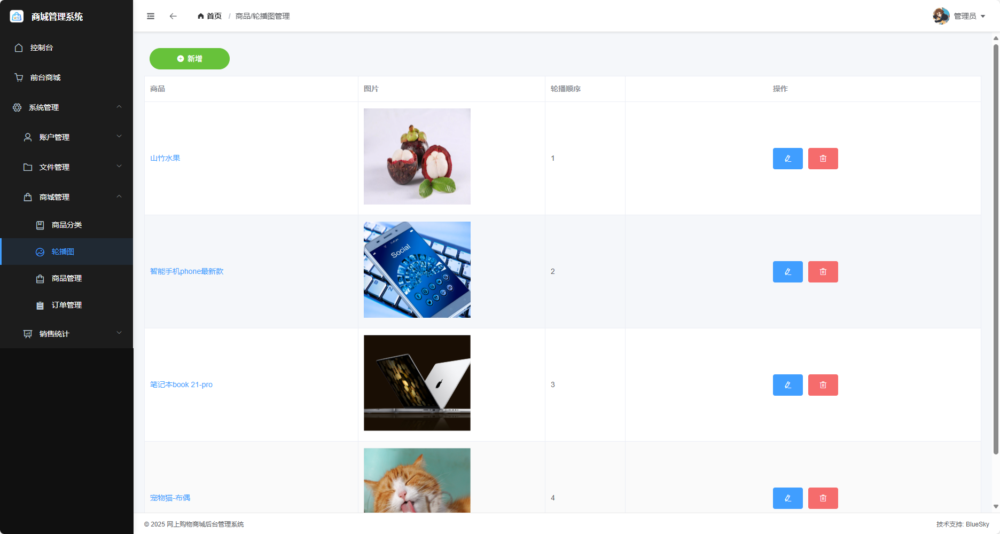 商城管理系统
控制台
前台商城
系统管理
账户管理
文件管理
商城管理
商品分类
轮播图
商品管理
订单管理
销售统计
首页 / 商品/轮播图管理
管理员
新增
商品 图片 轮播顺序 操作
山竹水果 1
Social
智能手机phone最新款 2
笔记本book 21-pro 3
宠物猫-布偶 4
© 2025 网上购物商城后台管理系统
技术支持: BlueSky